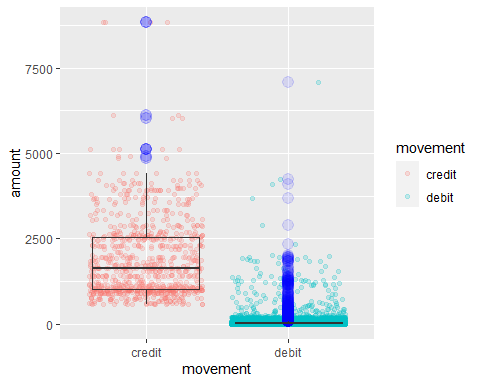 amount
7500
5000
2500
0
credit
debit
movement
movement
credit
debit